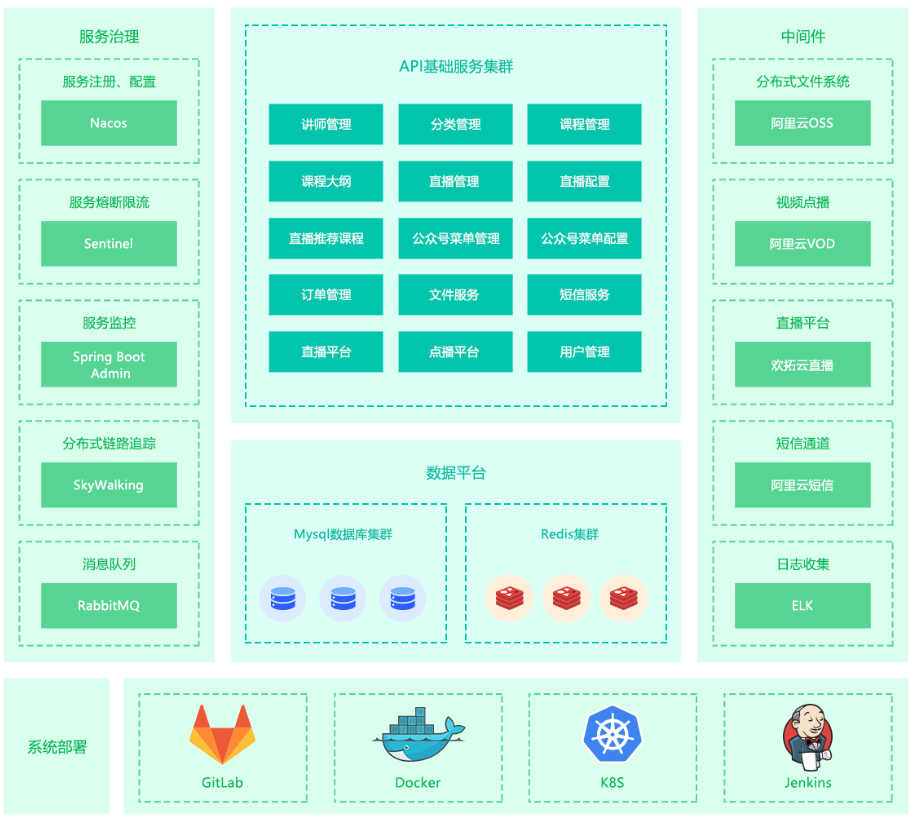 服务治理
服务注册、配置
Nacos
服务熔断限流
Sentinel
服务监控
Spring Boot
Admin
分布式链路追踪
SkyWalking
消息队列
RabbitMQ
API基础服务集群
讲师管理
分类管理
课程管理
课程大纲
直播管理
直播配置
直播推荐课程
公众号菜单管理
公众号菜单配置
订单管理
文件服务
短信服务
直播平台
点播平台
用户管理
数据平台
Mysql数据库集群
Redis集群
中间件
分布式文件系统
阿里云OSS
视频点播
阿里云VOD
直播平台
欢拓云直播
短信通道
阿里云短信
日志收集
ELK
系统部署
GitLab
Docker
K8S
Jenkins